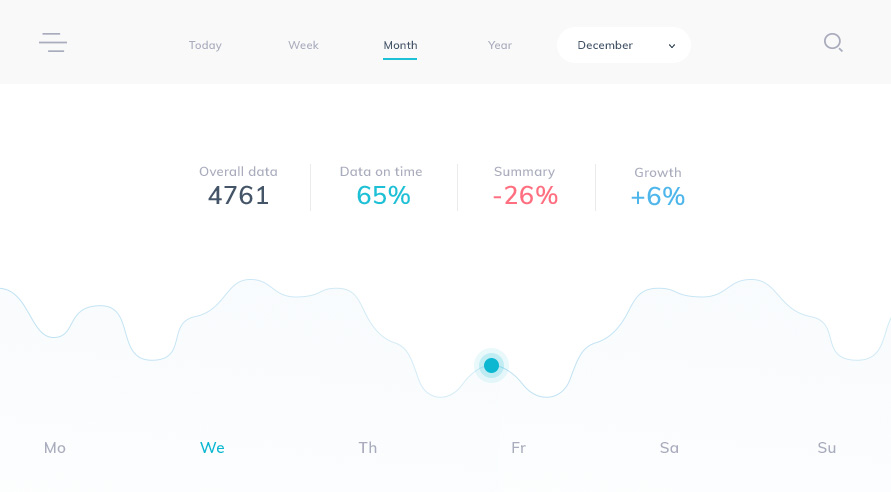 Today Week Month Year December
Overall data Data on time Summary Growth
4761 65% -26% +6%
Mo We Th Fr Sa Su